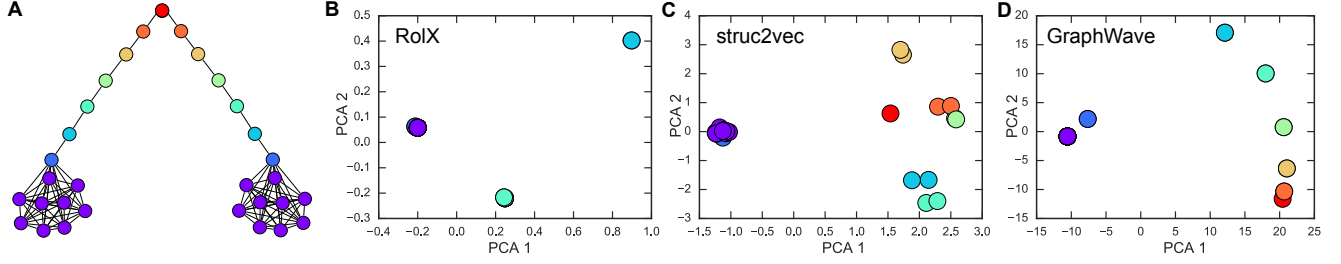 A
B
RolX
PCA 2
0.5
0.4
0.3
0.2
0.1
0.0
−0.1
−0.2
−0.3
−0.4 −0.2 0.0 0.2 0.4 0.6 0.8 1.0
PCA 1
C
struc2vec
PCA 2
4
3
2
1
0
−1
−2
−3
−1.5 −1.0 −0.5 0.0 0.5 1.0 1.5 2.0 2.5 3.0
PCA 1
D
GraphWave
PCA 2
20
15
10
5
0
−5
−10
−15
−15 −10 −5 0 5 10 15 20 25
PCA 1